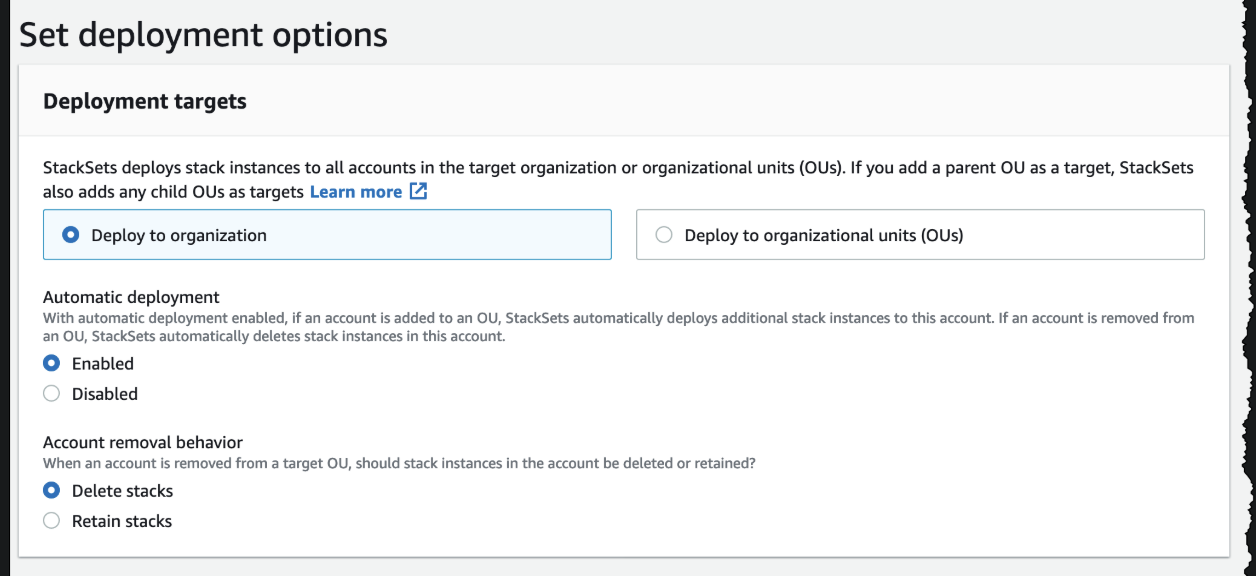 Set deployment options
Deployment targets
StackSets deploys stack instances to all accounts in the target organization or organizational units (OUs). If you add a parent OU as a target, StackSets
also adds any child OUs as targets Learn more
Deploy to organization
Deploy to organizational units (OUs)
Automatic deployment
With automatic deployment enabled, if an account is added to an OU, StackSets automatically deploys additional stack instances to this account. If an account is removed from
an OU, StackSets automatically deletes stack instances in this account.
Enabled
Disabled
Account removal behavior
When an account is removed from a target OU, should stack instances in the account be deleted or retained?
Delete stacks
Retain stacks